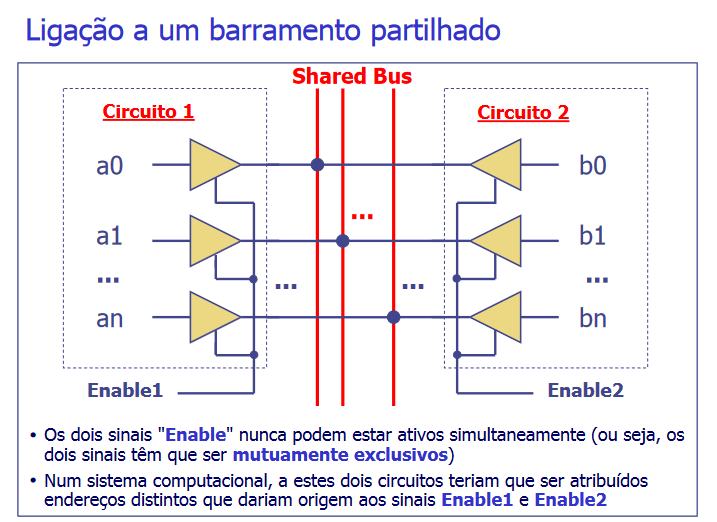 Ligação a um barramento partilhado
Shared Bus
Circuito 1
Circuito 2
a0
b0
...
a1
b1
...
...
...
...
an
bn
Enable1
Enable2
• Os dois sinais "Enable" nunca podem estar ativos simultaneamente (ou seja, os
dois sinais têm que ser mutuamente exclusivos)
• Num sistema computacional, a estes dois circuitos teriam que ser atribuídos
endereços distintos que dariam origem aos sinais Enable1 e Enable2